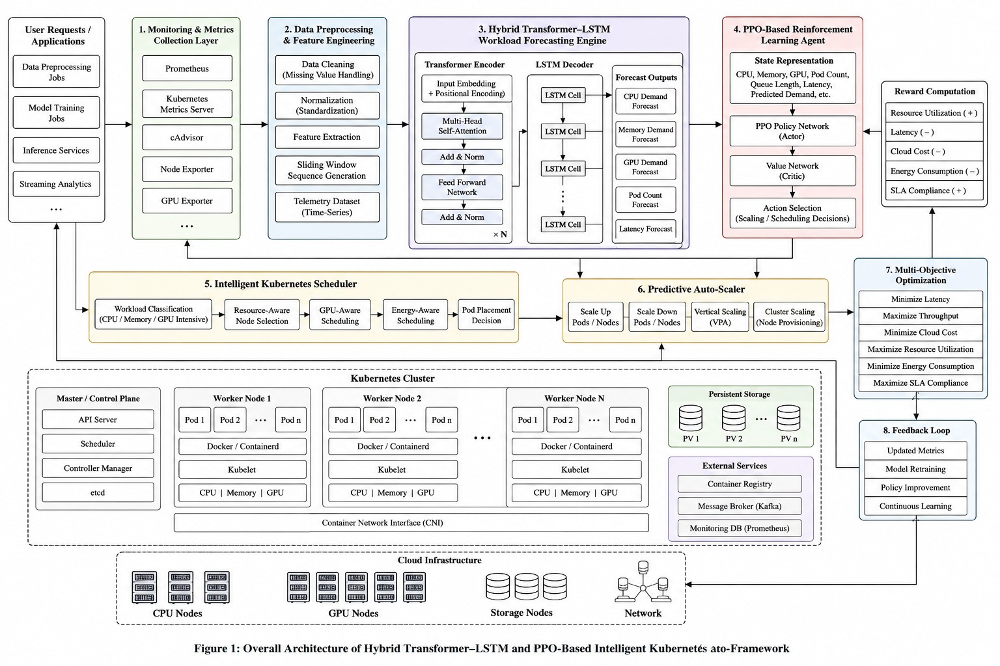 User Requests /
Applications
Data Preprocessing
Jobs
Model Training
Jobs
Inference Services
Streaming Analytics
...
1. Monitoring & Metrics
Collection Layer
Prometheus
Kubernetes
Metrics Server
cAdvisor
Node Exporter
GPU Exporter
...
2. Data Preprocessing
& Feature Engineering
Data Cleaning
(Missing Value Handling)
Normalization
(Standardization)
Feature Extraction
Sliding Window
Sequence Generation
Telemetry Dataset
(Time-Series)
3. Hybrid Transformer–LSTM
Workload Forecasting Engine
Transformer Encoder
Input Embedding
+ Positional Encoding)
Multi-Head
Self-Attention
Add & Norm
Feed Forward
Network
Add & Norm
× N
LSTM Decoder
LSTM Cell
LSTM Cell
LSTM Cell
LSTM Cell
Forecast Outputs
CPU Demand
Forecast
Memory Demand
Forecast
GPU Demand
Forecast
Pod Count
Forecast
Latency Forecast
4. PPO-Based Reinforcement
Learning Agent
State Representation
CPU, Memory, GPU, Pod Count,
Queue Length, Latency,
Predicted Demand, etc.
PPO Policy Network
(Actor)
Value Network
(Critic)
Action Selection
(Scaling / Scheduling Decisions)
Reward Computation
Resource Utilization (+)
Latency (–)
Cloud Cost (–)
Energy Consumption (–)
SLA Compliance (+)
5. Intelligent Kubernetes Scheduler
Workload Classification
(CPU / Memory / GPU Intensive)
Resource-Aware
Node Selection
GPU-Aware
Scheduling
Energy-Aware
Scheduling
Pod Placement
Decision
6. Predictive Auto-Scaler
Scale Up
Pods / Nodes
Scale Down
Pods / Nodes
Vertical Scaling
(VPA)
Cluster Scaling
(Node Provisioning)
7. Multi-Objective
Optimization
Minimize Latency
Maximize Throughput
Minimize Cloud Cost
Maximize Resource Utilization
Minimize Energy Consumption
Maximize SLA Compliance
8. Feedback Loop
Updated Metrics
Model Retraining
Policy Improvement
Continuous Learning
Kubernetes Cluster
Master / Control Plane
API Server
Scheduler
Controller Manager
etcd
Worker Node 1
Pod 1 Pod 2 ... Pod n
Docker / Containerd
Kubelet
CPU | Memory | GPU
Worker Node 2
Pod 1 Pod 2 ... Pod n
Docker / Containerd
Kubelet
CPU | Memory | GPU
...
Worker Node N
Pod 1 Pod 2 ... Pod n
Docker / Containerd
Kubelet
CPU | Memory | GPU
Container Network Interface (CNI)
Persistent Storage
...
PV 1 PV 2 PV n
External Services
Container Registry
Message Broker (Kafka)
Monitoring DB (Prometheus)
Cloud Infrastructure
CPU Nodes
GPU Nodes
Storage Nodes
Network
Figure 1: Overall Architecture of Hybrid Transformer–LSTM and PPO-Based Intelligent Kubernetés ato-Framework